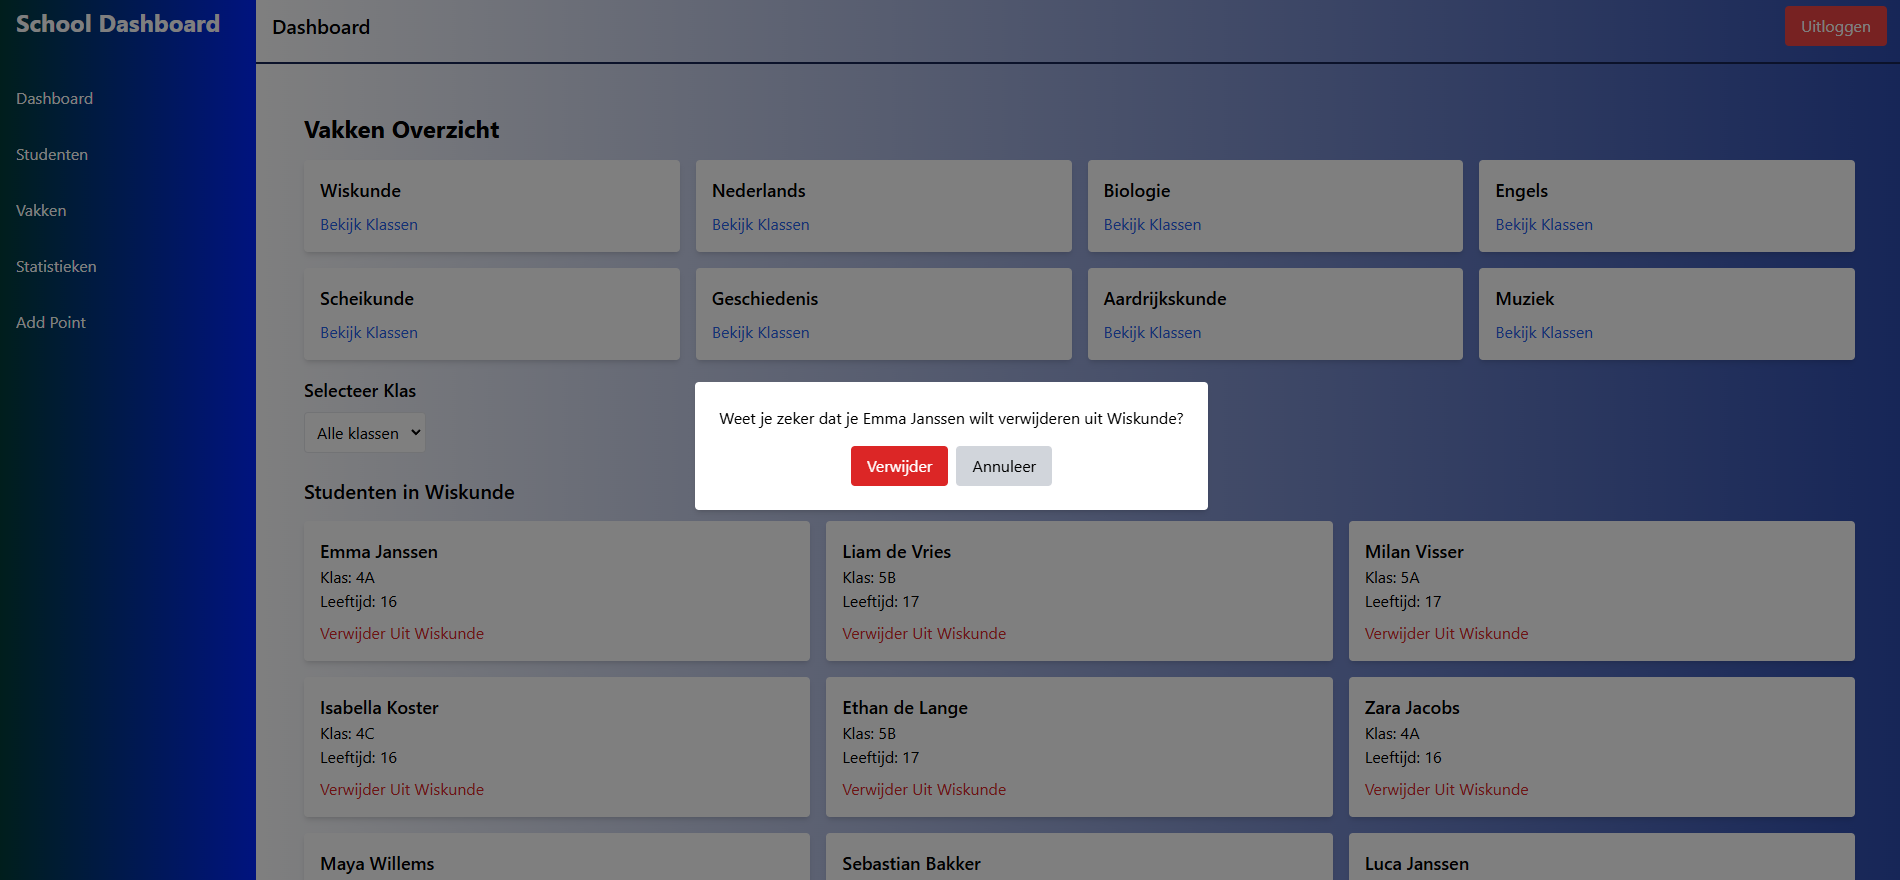 School Dashboard
Dashboard
Studenten
Vakken
Statistieken
Add Point
Dashboard
Uitloggen
Vakken Overzicht
Wiskunde
Bekijk Klassen
Nederlands
Bekijk Klassen
Biologie
Bekijk Klassen
Engels
Bekijk Klassen
Scheikunde
Bekijk Klassen
Geschiedenis
Bekijk Klassen
Aardrijkskunde
Bekijk Klassen
Muziek
Bekijk Klassen
Selecteer Klas
Alle klassen
Weet je zeker dat je Emma Janssen wilt verwijderen uit Wiskunde?
Verwijder
Annuleer
Studenten in Wiskunde
Emma Janssen
Klas: 4A
Leeftijd: 16
Verwijder Uit Wiskunde
Liam de Vries
Klas: 5B
Leeftijd: 17
Verwijder Uit Wiskunde
Milan Visser
Klas: 5A
Leeftijd: 17
Verwijder Uit Wiskunde
Isabella Koster
Klas: 4C
Leeftijd: 16
Verwijder Uit Wiskunde
Ethan de Lange
Klas: 5B
Leeftijd: 17
Verwijder Uit Wiskunde
Zara Jacobs
Klas: 4A
Leeftijd: 16
Verwijder Uit Wiskunde
Maya Willems
Sebastian Bakker
Luca Janssen